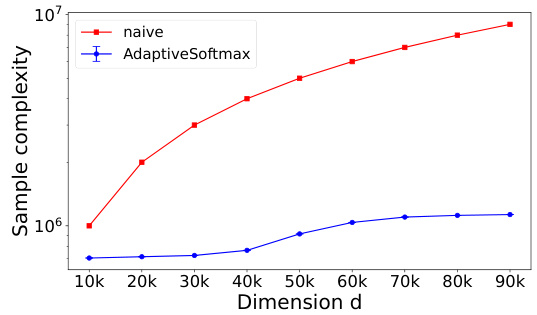 10^7
naive
AdaptiveSoftmax
Sample complexity
10^6
10k 20k 30k 40k 50k 60k 70k 80k 90k
Dimension d